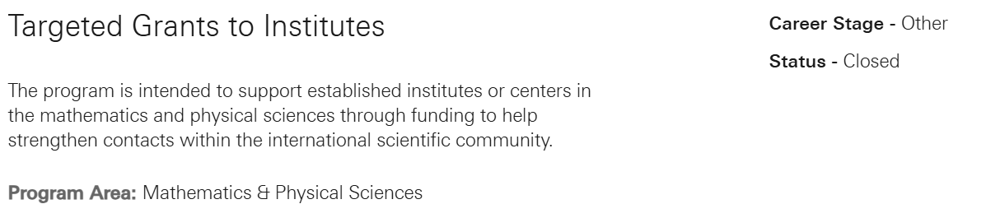 Targeted Grants to Institutes
Career Stage - Other
Status - Closed
The program is intended to support established institutes or centers in
the mathematics and physical sciences through funding to help
strengthen contacts within the international scientific community.
Program Area: Mathematics & Physical Sciences